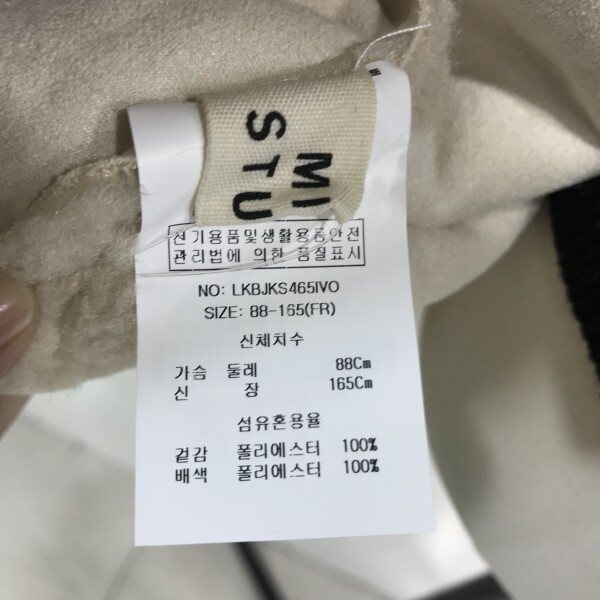 MI
STU
전기용품및생활용품안전
관리법에 의한 품질표시
NO: LKBJKS465IVO
SIZE: 88-165(FR)
신체치수
가슴 둘레 88Cm
신 장 165Cm
섬유혼용율
겉감 폴리에스터 100%
배색 폴리에스터 100%